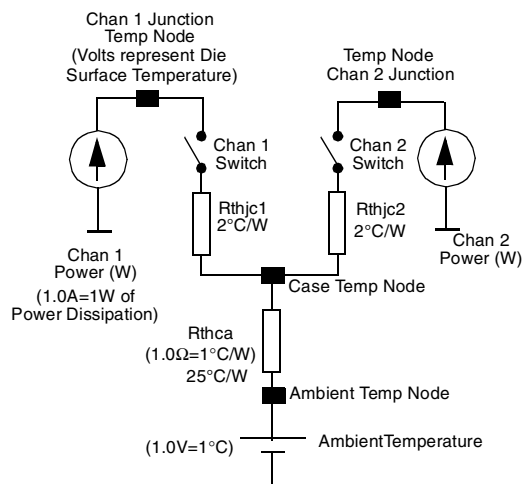 Chan 1 Junction
Temp Node
(Volts represent Die
Surface Temperature)
Temp Node
Chan 2 Junction
Chan 1
Switch
Chan 2
Switch
Rthjc1
2°C/W
Rthjc2
2°C/W
Chan 1
Power (W)
(1.0A=1W of
Power Dissipation)
Chan 2
Power (W)
Case Temp Node
Rthca
(1.0Ω=1°C/W)
25°C/W
Ambient Temp Node
(1.0V=1°C)
AmbientTemperature